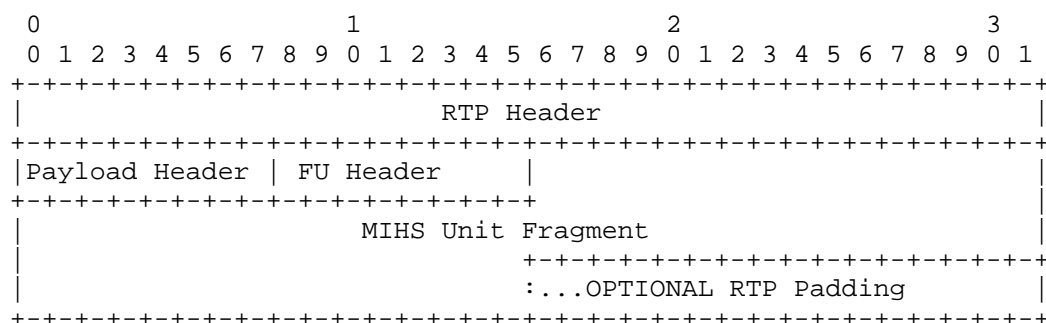 0                   1                   2                   3
 0 1 2 3 4 5 6 7 8 9 0 1 2 3 4 5 6 7 8 9 0 1 2 3 4 5 6 7 8 9 0 1
+-+-+-+-+-+-+-+-+-+-+-+-+-+-+-+-+-+-+-+-+-+-+-+-+-+-+-+-+-+-+-+-+
|                          RTP Header                           |
+-+-+-+-+-+-+-+-+-+-+-+-+-+-+-+-+-+-+-+-+-+-+-+-+-+-+-+-+-+-+-+-+
|Payload Header | FU Header     |                               |
+-+-+-+-+-+-+-+-+-+-+-+-+-+-+-+-+                               |
|                     MIHS Unit Fragment                        |
|                               +-+-+-+-+-+-+-+-+-+-+-+-+-+-+-+-+
|                               :...OPTIONAL RTP Padding        |
+-+-+-+-+-+-+-+-+-+-+-+-+-+-+-+-+-+-+-+-+-+-+-+-+-+-+-+-+-+-+-+-+